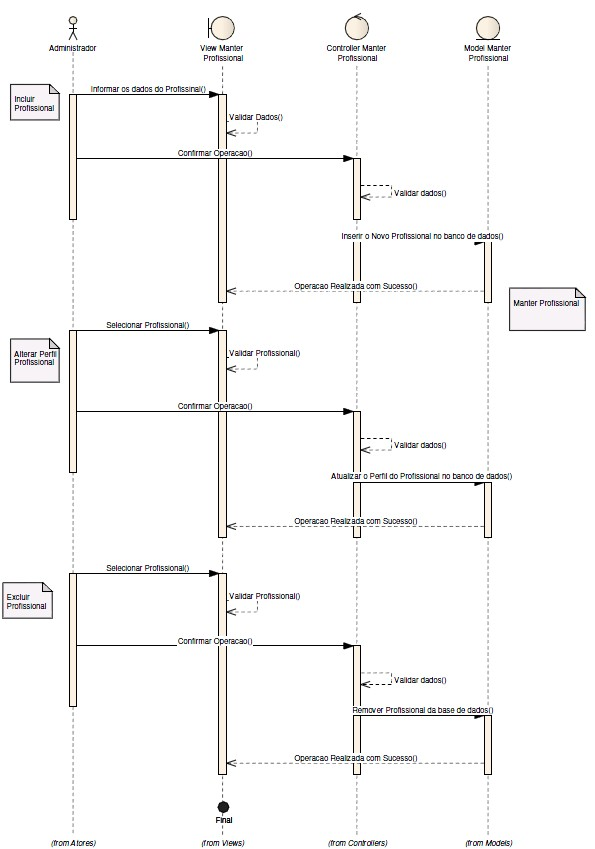 Administrador
View Manter
Profissional
Controller Manter
Profissional
Model Manter
Profissional
Incluir
Profissional
Informar os dados do Profissinal()
Validar Dados()
Confirmar Operacao()
Validar dados()
Inserir o Novo Profissional no banco de dados()
Operacao Realizada com Sucesso()
Manter Profissional
Alterar Perfil
Profissional
Selecionar Profissional()
Validar Profissional()
Confirmar Operacao()
Validar dados()
Atualizar o Perfil do Profissional no banco de dados()
Operacao Realizada com Sucesso()
Excluir
Profissional
Selecionar Profissional()
Validar Profissional()
Confirmar Operacao()
Validar dados()
Remover Profissional da base de dados()
Operacao Realizada com Sucesso()
Final
(from Atores)
(from Views)
(from Controllers)
(from Models)